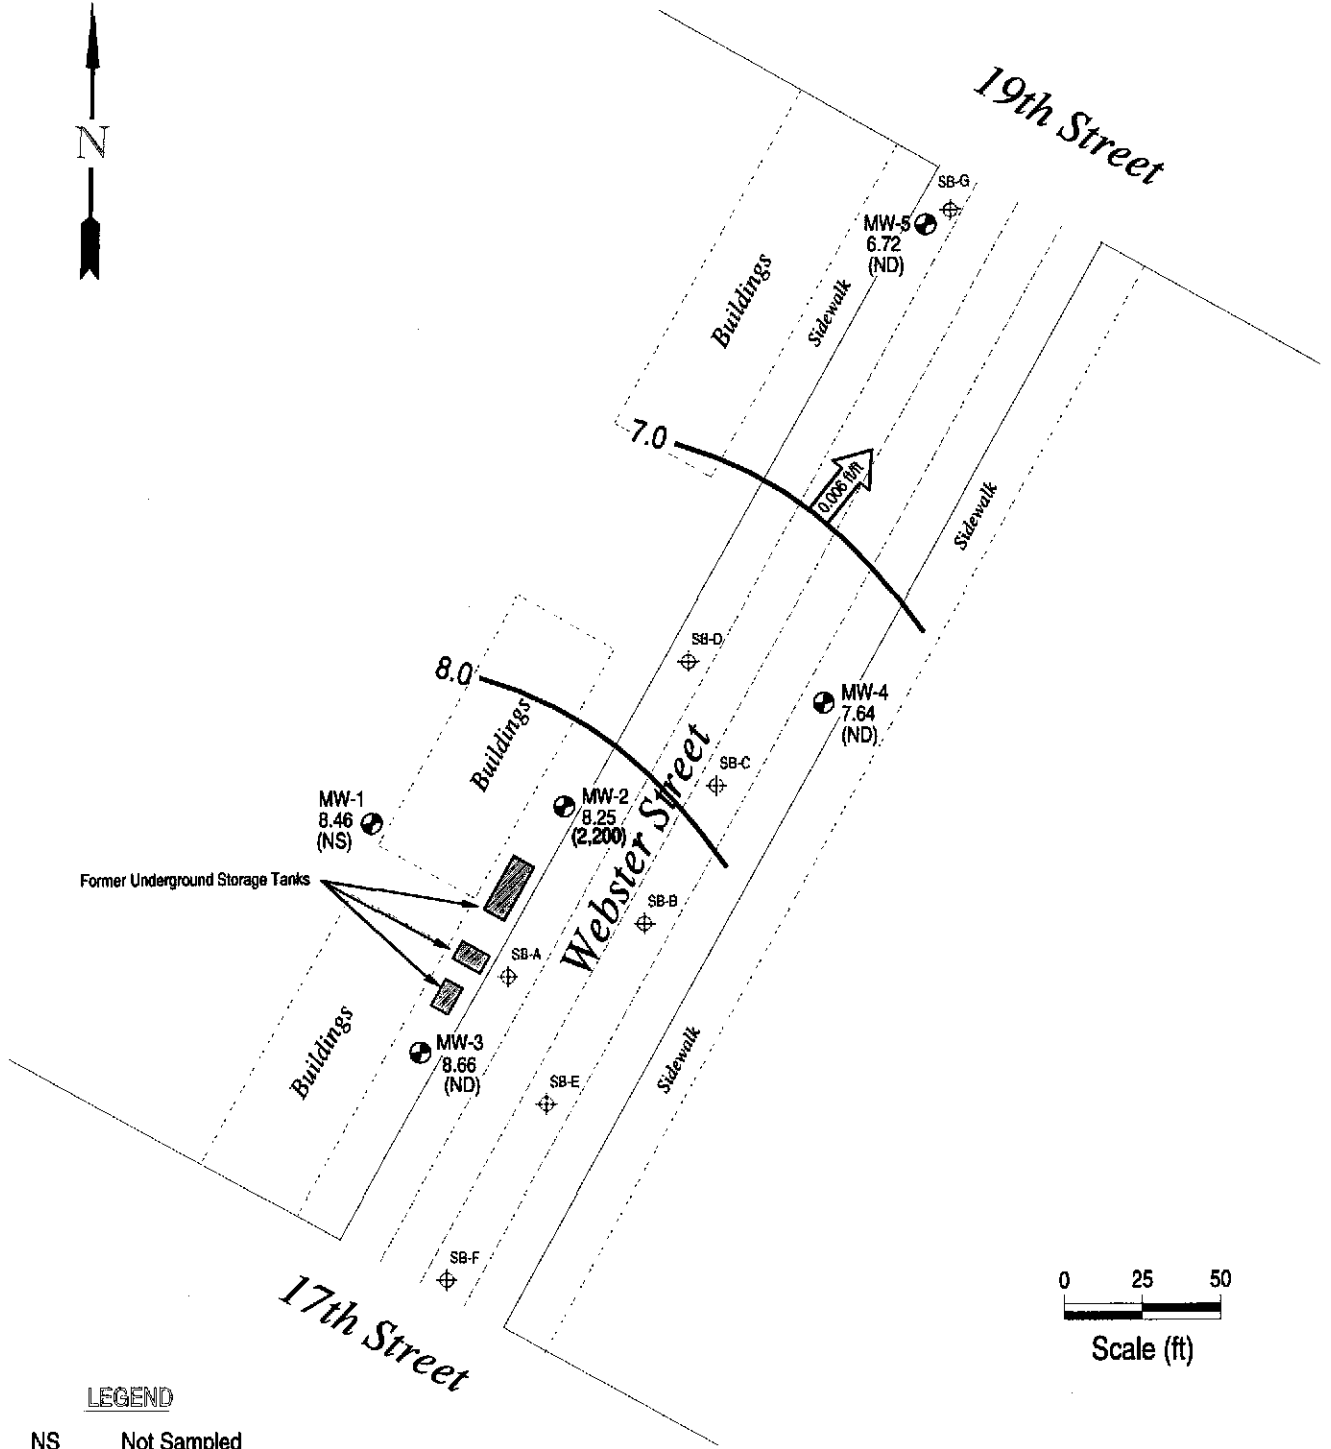 N
19th Street
SB-G
MW-5
6.72
(ND)
Buildings
Sidewalk
7.0
0.006 ft/ft
Sidewalk
SB-D
8.0
MW-4
7.64
(ND)
Buildings
SB-C
MW-1
8.46
(NS)
MW-2
8.25
(2,200)
Webster Street
Former Underground Storage Tanks
SB-B
SB-A
MW-3
8.66
(ND)
Buildings
Sidewalk
SB-E
SB-F
17th Street
0 25 50
Scale (ft)
LEGEND
NS Not Sampled